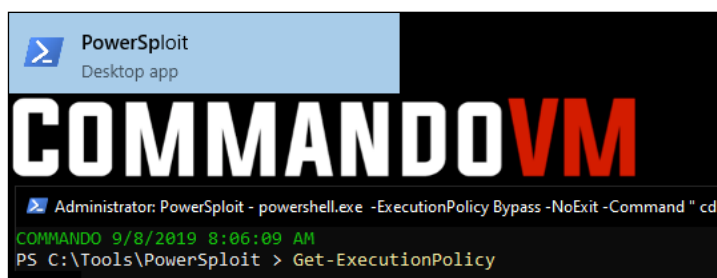 PowerSploit
Desktop app
COMMANDOVM
Administrator: PowerSploit - powershell.exe -ExecutionPolicy Bypass -NoExit -Command " cd
COMMANDO 9/8/2019 8:06:09 AM
PS C:\Tools\PowerSploit > Get-ExecutionPolicy